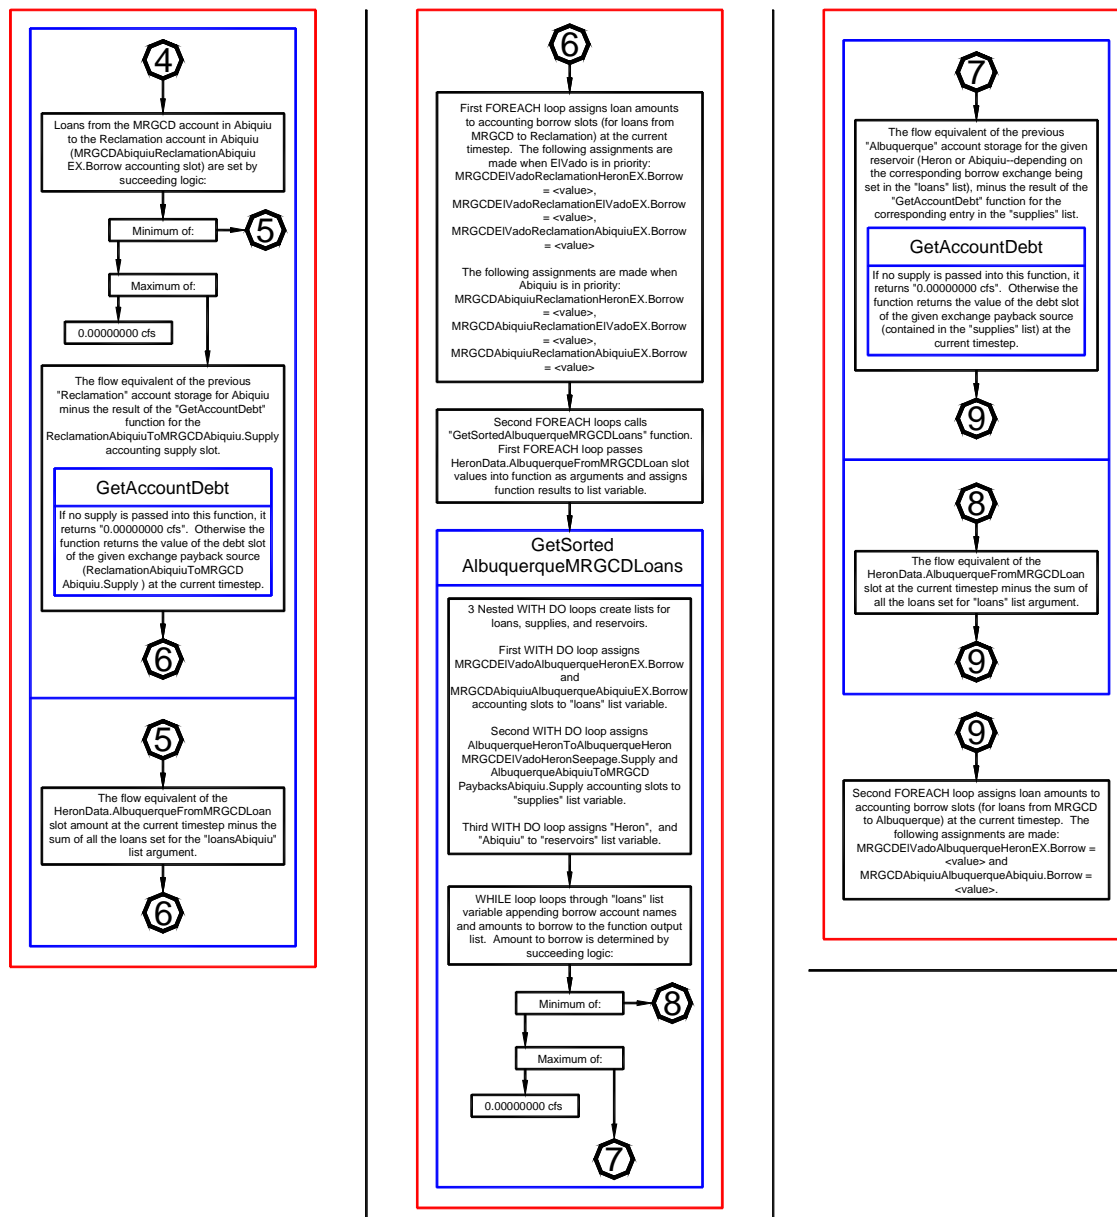 4
Loans from the MRGCD account in Abiquiu
to the Reclamation account in Abiquiu
(MRGCDAbiquiuReclamationAbiquiu
EX.Borrow accounting slot) are set by
succeeding logic:
Minimum of:
5
Maximum of:
0.00000000 cfs
The flow equivalent of the previous
"Reclamation" account storage for Abiquiu
minus the result of the "GetAccountDebt"
function for the
ReclamationAbiquiuToMRGCDAbiquiu.Supply
accounting supply slot.
GetAccountDebt
If no supply is passed into this function, it
returns "0.00000000 cfs".  Otherwise the
function returns the value of the debt slot
of the given exchange payback source
(ReclamationAbiquiuToMRGCD
Abiquiu.Supply ) at the current timestep.
6
5
The flow equivalent of the
HeronData.AlbuquerqueFromMRGCDLoan
slot amount at the current timestep minus the
sum of all the loans set for the "loansAbiquiu"
list argument.
6
6
First FOREACH loop assigns loan amounts
to accounting borrow slots (for loans from
MRGCD to Reclamation) at the current
timestep.  The following assignments are
made when ElVado is in priority:
MRGCDElVadoReclamationHeronEX.Borrow
= <value>,
MRGCDElVadoReclamationElVadoEX.Borrow
= <value>,
MRGCDElVadoReclamationAbiquiuEX.Borrow
= <value>
The following assignments are made when
Abiquiu is in priority:
MRGCDAbiquiuReclamationHeronEX.Borrow
= <value>,
MRGCDAbiquiuReclamationElVadoEX.Borrow
= <value>,
MRGCDAbiquiuReclamationAbiquiuEX.Borrow
= <value>
Second FOREACH loops calls
"GetSortedAlbuquerqueMRGCDLoans" function.
First FOREACH loop passes
HeronData.AlbuquerqueFromMRGCDLoan slot
values into function as arguments and assigns
function results to list variable.
GetSorted
AlbuquerqueMRGCDLoans
3 Nested WITH DO loops create lists for
loans, supplies, and reservoirs.
First WITH DO loop assigns
MRGCDElVadoAlbuquerqueHeronEX.Borrow
and
MRGCDAbiquiuAlbuquerqueAbiquiuEX.Borrow
accounting slots to "loans" list variable.
Second WITH DO loop assigns
AlbuquerqueHeronToAlbuquerqueHeron
MRGCDElVadoHeronSeepage.Supply and
AlbuquerqueAbiquiuToMRGCD
PaybacksAbiquiu.Supply accounting slots to
"supplies" list variable.
Third WITH DO loop assigns "Heron",  and
"Abiquiu" to "reservoirs" list variable.
WHILE loop loops through "loans" list
variable appending borrow account names
and amounts to borrow to the function output
list.  Amount to borrow is determined by
succeeding logic:
Minimum of:
8
Maximum of:
0.00000000 cfs
7
7
The flow equivalent of the previous
"Albuquerque" account storage for the given
reservoir (Heron or Abiquiu--depending on
the corresponding borrow exchange being
set in the "loans" list), minus the result of the
"GetAccountDebt" function for the
corresponding entry in the "supplies" list.
GetAccountDebt
If no supply is passed into this function, it
returns "0.00000000 cfs".  Otherwise the
function returns the value of the debt slot
of the given exchange payback source
(contained in the "supplies" list) at the
current timestep.
9
8
The flow equivalent of the
HeronData.AlbuquerqueFromMRGCDLoan
slot at the current timestep minus the sum of
all the loans set for "loans" list argument.
9
9
Second FOREACH loop assigns loan amounts to
accounting borrow slots (for loans from MRGCD
to Albuquerque) at the current timestep.  The
following assignments are made:
MRGCDElVadoAlbuquerqueHeronEX.Borrow =
<value> and
MRGCDAbiquiuAlbuquerqueAbiquiu.Borrow =
<value>.